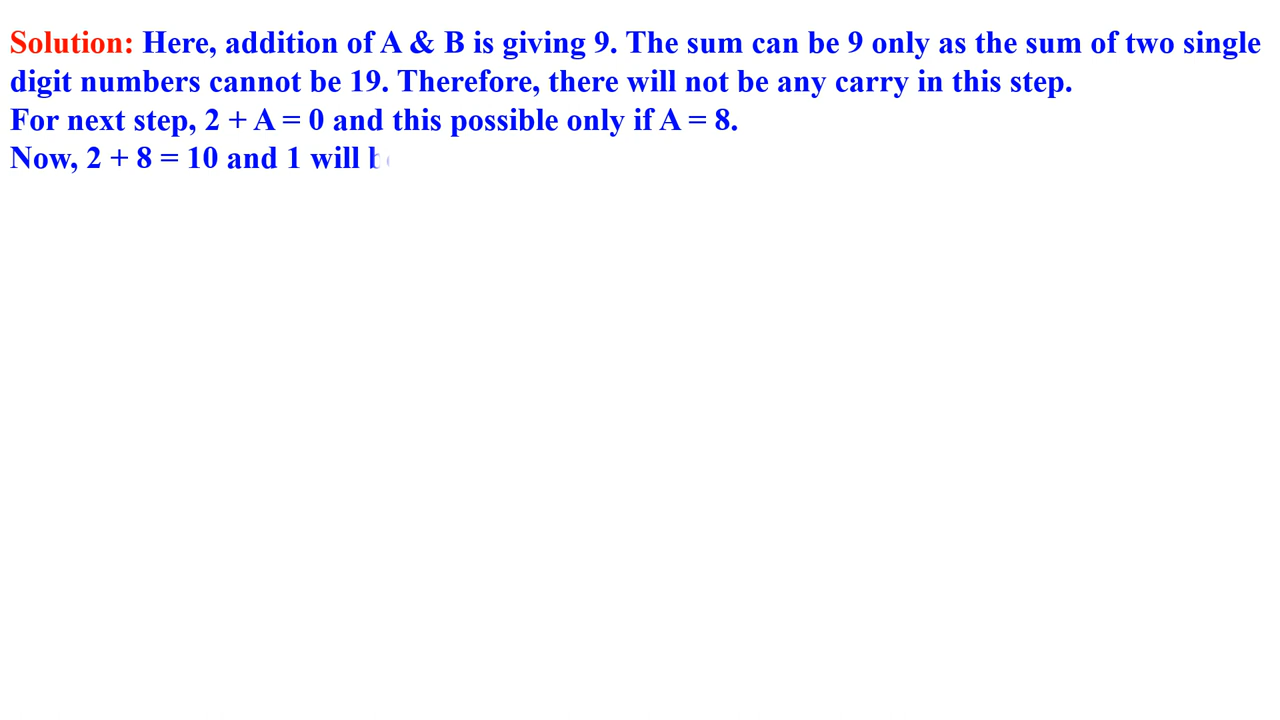 Solution: Here, addition of A & B is giving 9. The sum can be 9 only as the sum of two single
digit numbers cannot be 19. Therefore, there will not be any carry in this step.
For next step, 2 + A = 0 and this possible only if A = 8.
Now, 2 + 8 = 10 and 1 will